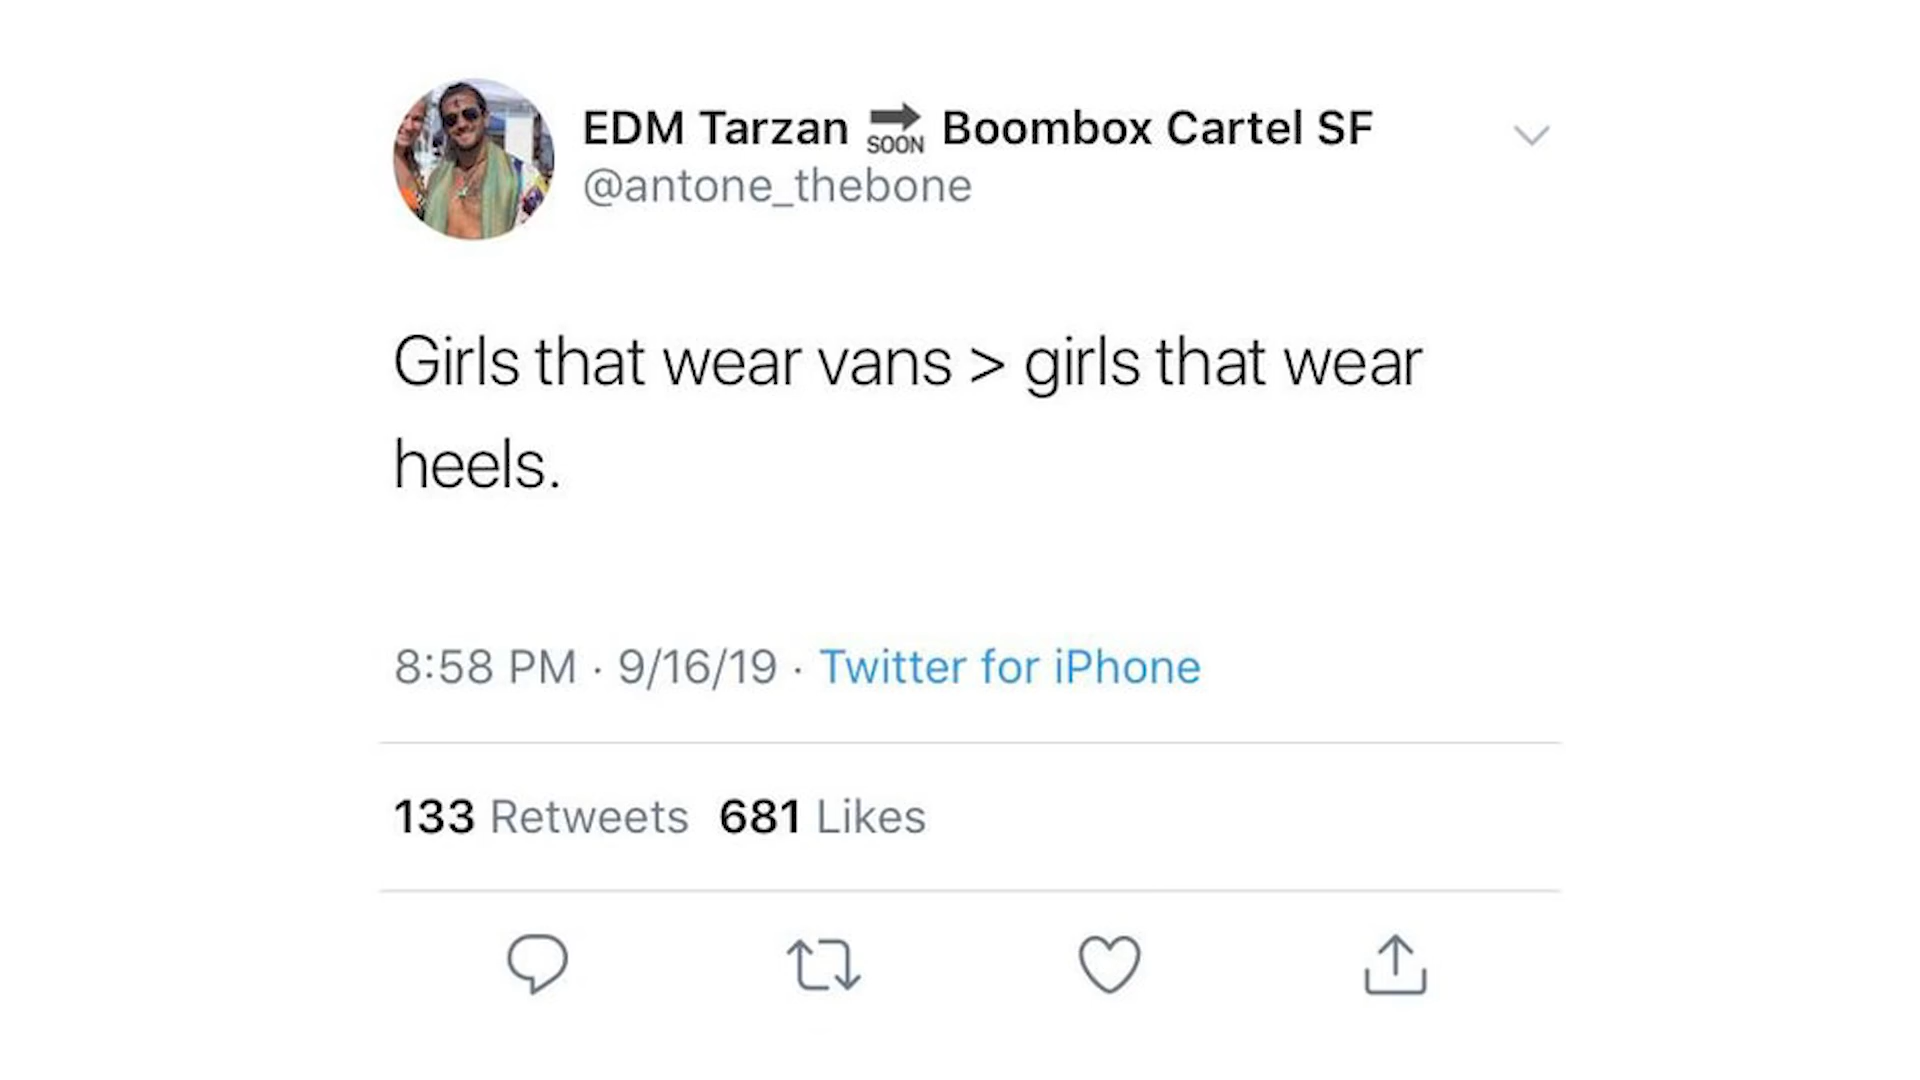 EDM Tarzan 🔜 Boombox Cartel SF
@antone_thebone
Girls that wear vans > girls that wear
heels.
8:58 PM · 9/16/19 · Twitter for iPhone
133 Retweets 681 Likes